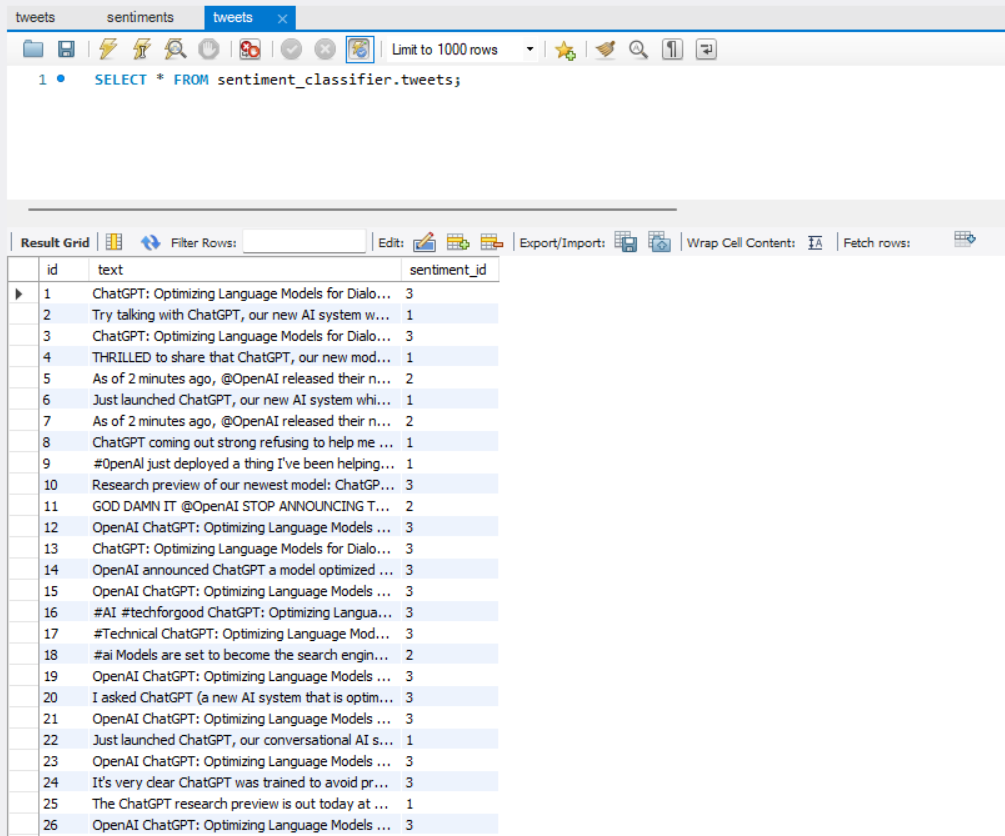 tweets sentiments tweets
Limit to 1000 rows
1 SELECT * FROM sentiment_classifier.tweets;
Result Grid Filter Rows: Edit: Export/Import: Wrap Cell Content: Fetch rows:
id text sentiment_id
1 ChatGPT: Optimizing Language Models for Dialo... 3
2 Try talking with ChatGPT, our new AI system w... 1
3 ChatGPT: Optimizing Language Models for Dialo... 3
4 THRILLED to share that ChatGPT, our new mod... 1
5 As of 2 minutes ago, @OpenAI released their n... 2
6 Just launched ChatGPT, our new AI system whi... 1
7 As of 2 minutes ago, @OpenAI released their n... 2
8 ChatGPT coming out strong refusing to help me ... 1
9 #0penAl just deployed a thing I've been helping... 1
10 Research preview of our newest model: ChatGP... 3
11 GOD DAMN IT @OpenAI STOP ANNOUNCING T... 2
12 OpenAI ChatGPT: Optimizing Language Models ... 3
13 ChatGPT: Optimizing Language Models for Dialo... 3
14 OpenAI announced ChatGPT a model optimized ... 3
15 OpenAI ChatGPT: Optimizing Language Models ... 3
16 #AI #techforgood ChatGPT: Optimizing Langua... 3
17 #Technical ChatGPT: Optimizing Language Mod... 3
18 #ai Models are set to become the search engin... 2
19 OpenAI ChatGPT: Optimizing Language Models ... 3
20 I asked ChatGPT (a new AI system that is optim... 3
21 OpenAI ChatGPT: Optimizing Language Models ... 3
22 Just launched ChatGPT, our conversational AI s... 1
23 OpenAI ChatGPT: Optimizing Language Models ... 3
24 It's very clear ChatGPT was trained to avoid pr... 3
25 The ChatGPT research preview is out today at ... 1
26 OpenAI ChatGPT: Optimizing Language Models ... 3